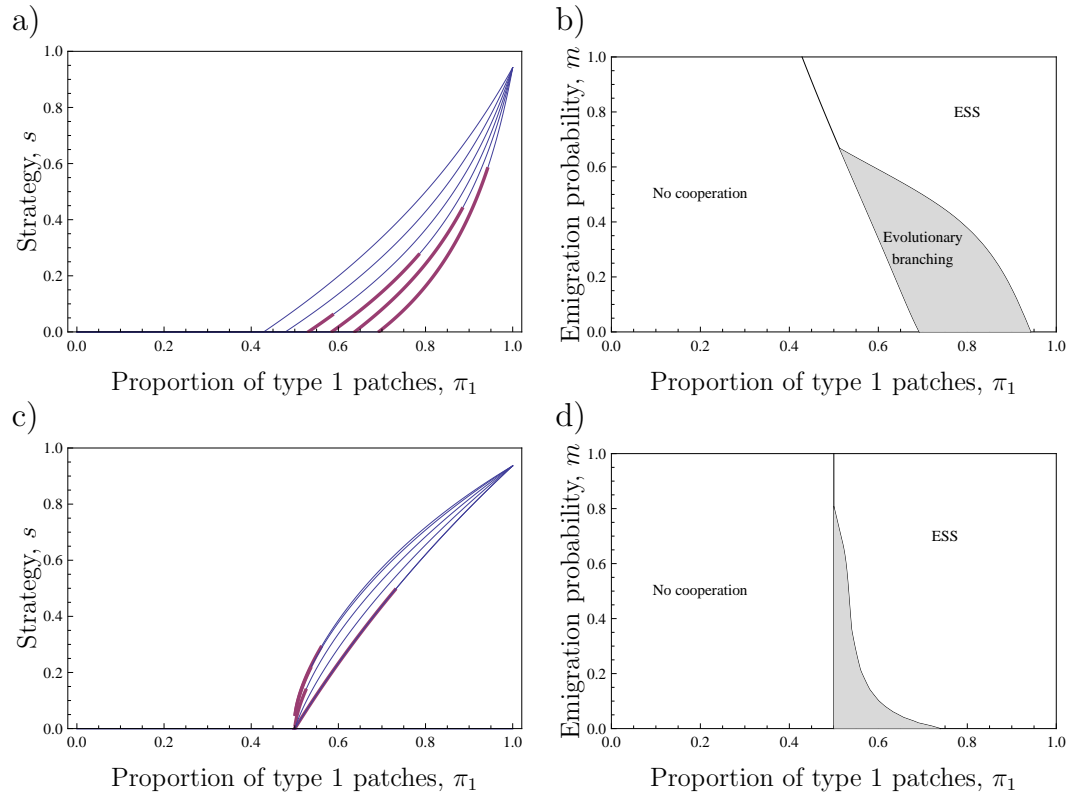 a)
1.0
0.8
0.6
0.4
0.2
0.0
0.0 0.2 0.4 0.6 0.8 1.0
Strategy, s
Proportion of type 1 patches, π₁
b)
1.0
0.8
0.6
0.4
0.2
0.0
0.0 0.2 0.4 0.6 0.8 1.0
Emigration probability, m
ESS
No cooperation
Evolutionary
branching
Proportion of type 1 patches, π₁
c)
1.0
0.8
0.6
0.4
0.2
0.0
0.0 0.2 0.4 0.6 0.8 1.0
Strategy, s
Proportion of type 1 patches, π₁
d)
1.0
0.8
0.6
0.4
0.2
0.0
0.0 0.2 0.4 0.6 0.8 1.0
Emigration probability, m
ESS
No cooperation
Proportion of type 1 patches, π₁